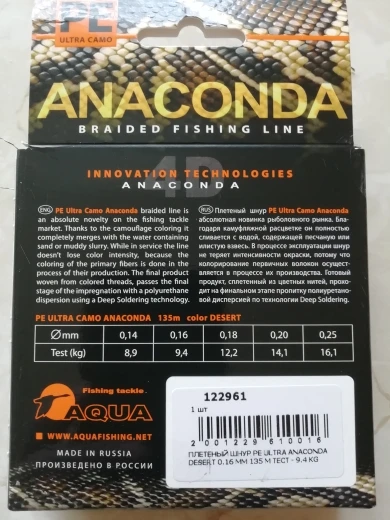 PE
ULTRA CAMO
ANACONDA
BRAIDED FISHING LINE
4D
INNOVATION TECHNOLOGIES
ANACONDA
ENG PE Ultra Camo Anaconda braided line is
an absolute novelty on the fishing tackle
market. Thanks to the camouflage coloring it
completely merges with the water containing
sand or muddy slurry. While in service the line
doesn't lose color intensity, because the
coloring of the primary fibers is done in the
process of their production. The final product
woven from colored threads, passes the final
stage of the impregnation with a polyurethane
dispersion using a Deep Soldering technology.
RUS Плетеный шнур PE Ultra Camo Anaconda
абсолютная новинка рыболовного рынка. Бла-
годаря камуфляжной расцветке он полностью
сливается с водой, содержащей песчаную или
илистую взвесь. В процессе эксплуатации шнур
не теряет интенсивности окраски, потому что
колорирование первичных волокон осущест-
вляется в процессе их производства. Готовый
продукт, сплетенный из цветных нитей, прохо-
дит на финальном этапе пропитку полиуретано-
вой дисперсией по технологии Deep Soldering.
PE ULTRA CAMO ANACONDA 135m color DESERT
Ømm 0,14 0,16 0,18 0,20 0,25
Test (kg) 8,9 9,4 12,2 14,1 16,1
Fishing tackle.
AQUA
WWW.AQUAFISHING.NET
MADE IN RUSSIA
ПРОИЗВЕДЕНО В РОССИИ
122961
1 шт
2001229610016
ПЛЕТЕНЫЙ ШНУР PE ULTRA ANACONDA
DESERT 0.16 MM 135 M ТЕСТ - 9.4 KG